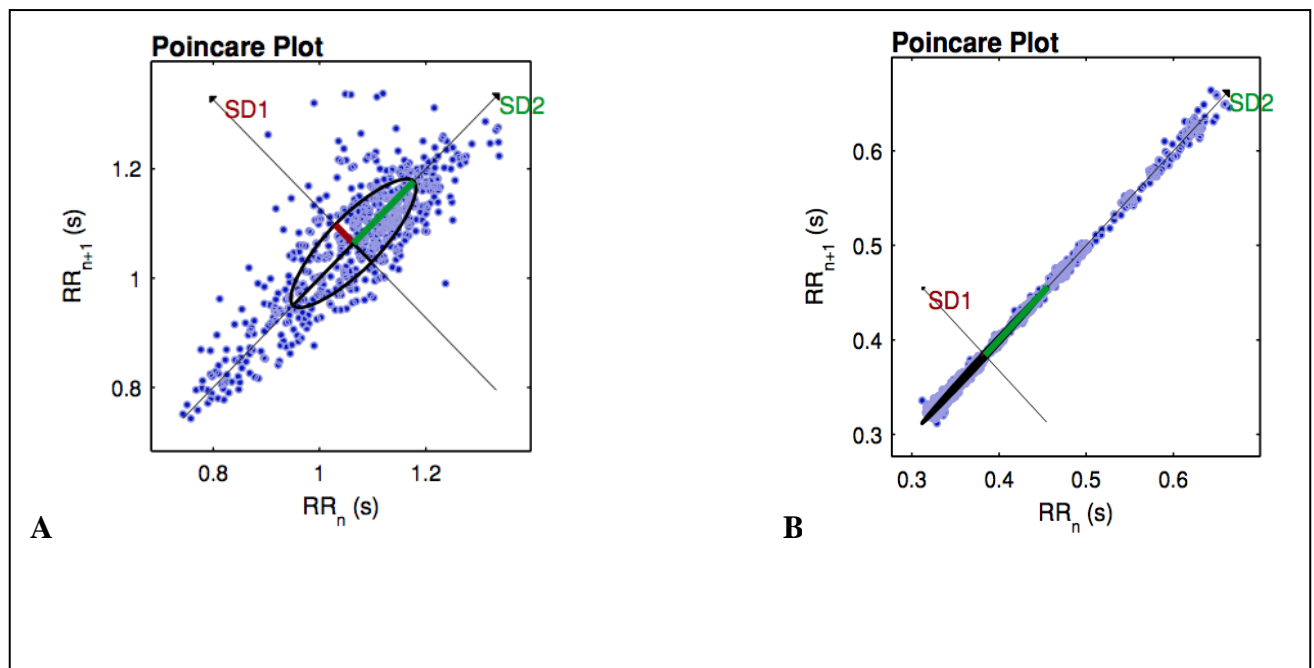 Poincare Plot
SD1
SD2
1.2
1
0.8
RRn+1 (s)
0.8
1
1.2
RRn (s)
A
Poincare Plot
SD2
SD1
0.6
0.5
0.4
0.3
RRn+1 (s)
0.3
0.4
0.5
0.6
RRn (s)
B